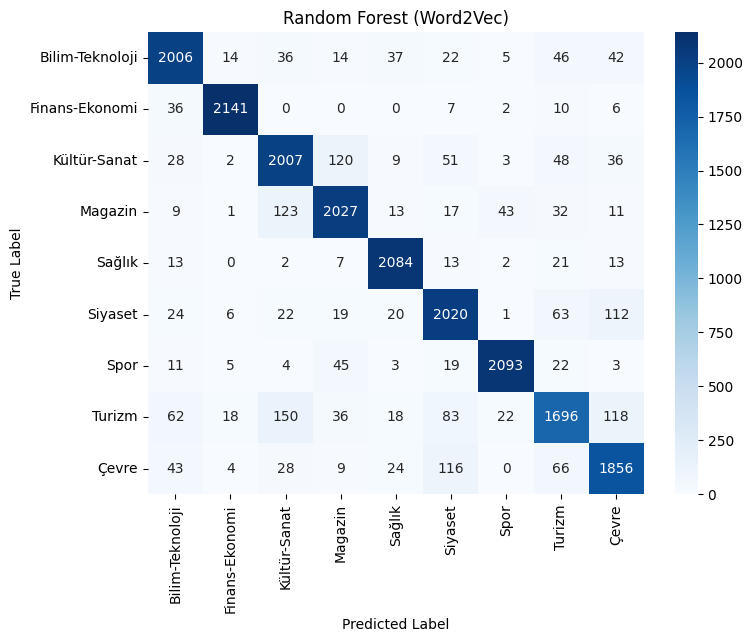 Random Forest (Word2Vec)
Bilim-Teknoloji 2006 14 36 14 37 22 5 46 42
Finans-Ekonomi 36 2141 0 0 0 7 2 10 6
Kültür-Sanat 28 2 2007 120 9 51 3 48 36
Magazin 9 1 123 2027 13 17 43 32 11
Sağlık 13 0 2 7 2084 13 2 21 13
Siyaset 24 6 22 19 20 2020 1 63 112
Spor 11 5 4 45 3 19 2093 22 3
Turizm 62 18 150 36 18 83 22 1696 118
Çevre 43 4 28 9 24 116 0 66 1856
True Label
Bilim-Teknoloji
Finans-Ekonomi
Kültür-Sanat
Magazin
Sağlık
Siyaset
Spor
Turizm
Çevre
Predicted Label
2000
1750
1500
1250
1000
750
500
250
0